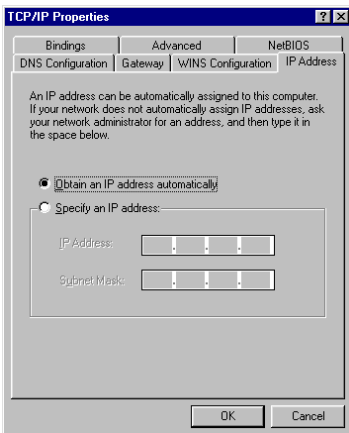 TCP/IP Properties
Bindings Advanced NetBIOS
DNS Configuration Gateway WINS Configuration IP Address
An IP address can be automatically assigned to this computer.
If your network does not automatically assign IP addresses, ask
your network administrator for an address, and then type it in
the space below.
Obtain an IP address automatically
Specify an IP address:
IP Address:
Subnet Mask:
OK Cancel